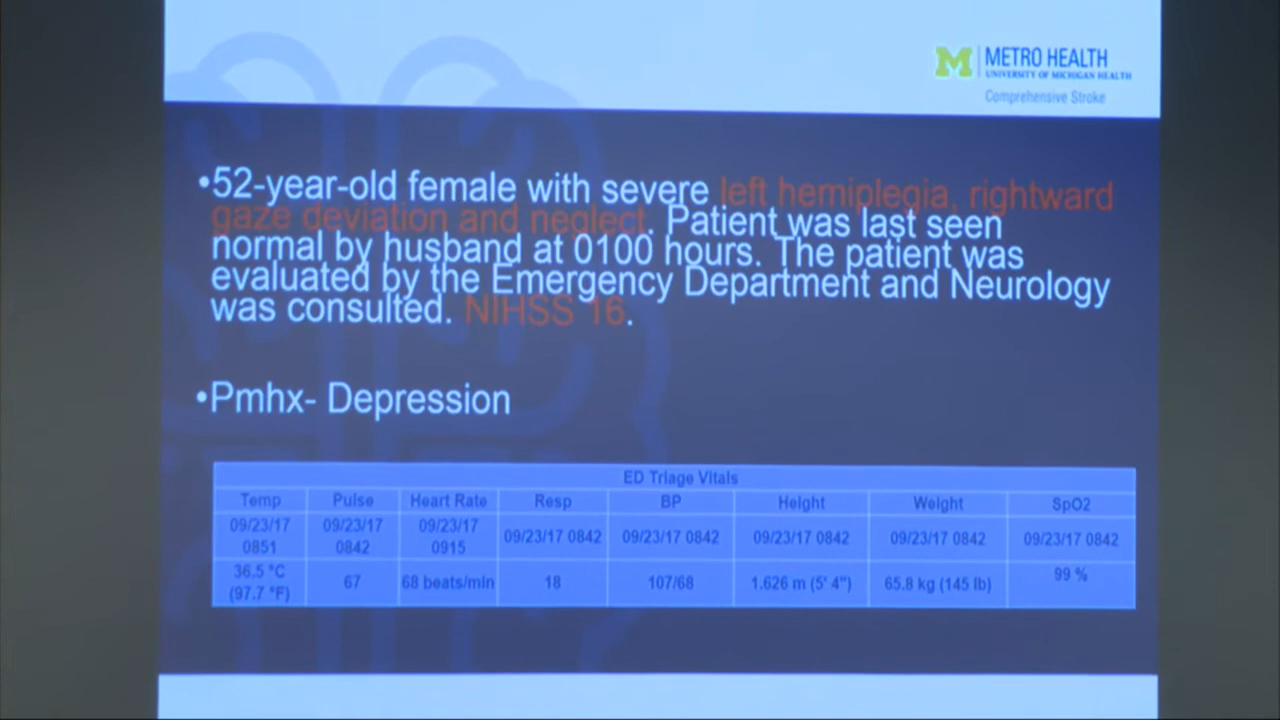 M METRO HEALTH
UNIVERSITY OF MICHIGAN HEALTH
Comprehensive Stroke
•52-year-old female with severe left hemiplegia, rightward
gaze deviation and neglect. Patient was last seen
normal by husband at 0100 hours. The patient was
evaluated by the Emergency Department and Neurology
was consulted. NIHSS 16.
•Pmhx- Depression
ED Triage Vitals
Temp Pulse Heart Rate Resp BP Height Weight SpO2
09/23/17 0851 09/23/17 0842 09/23/17 0915 09/23/17 0842 09/23/17 0842 09/23/17 0842 09/23/17 0842 09/23/17 0842
36.5 °C (97.7 °F) 67 68 beats/min 18 107/68 1.626 m (5' 4") 65.8 kg (145 lb) 99 %